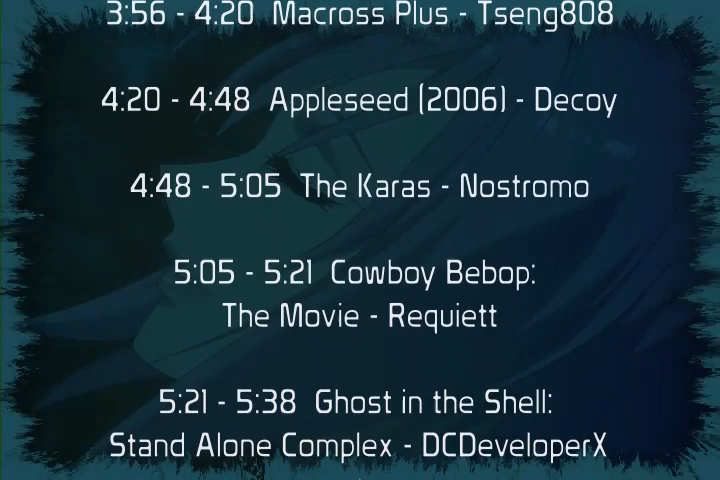 3:56 - 4:20 Macross Plus - Tseng808
4:20 - 4:48 Appleseed (2006) - Decoy
4:48 - 5:05 The Karas - Nostromo
5:05 - 5:21 Cowboy Bebop:
The Movie - Requiett
5:21 - 5:38 Ghost in the Shell:
Stand Alone Complex - DCDeveloperX